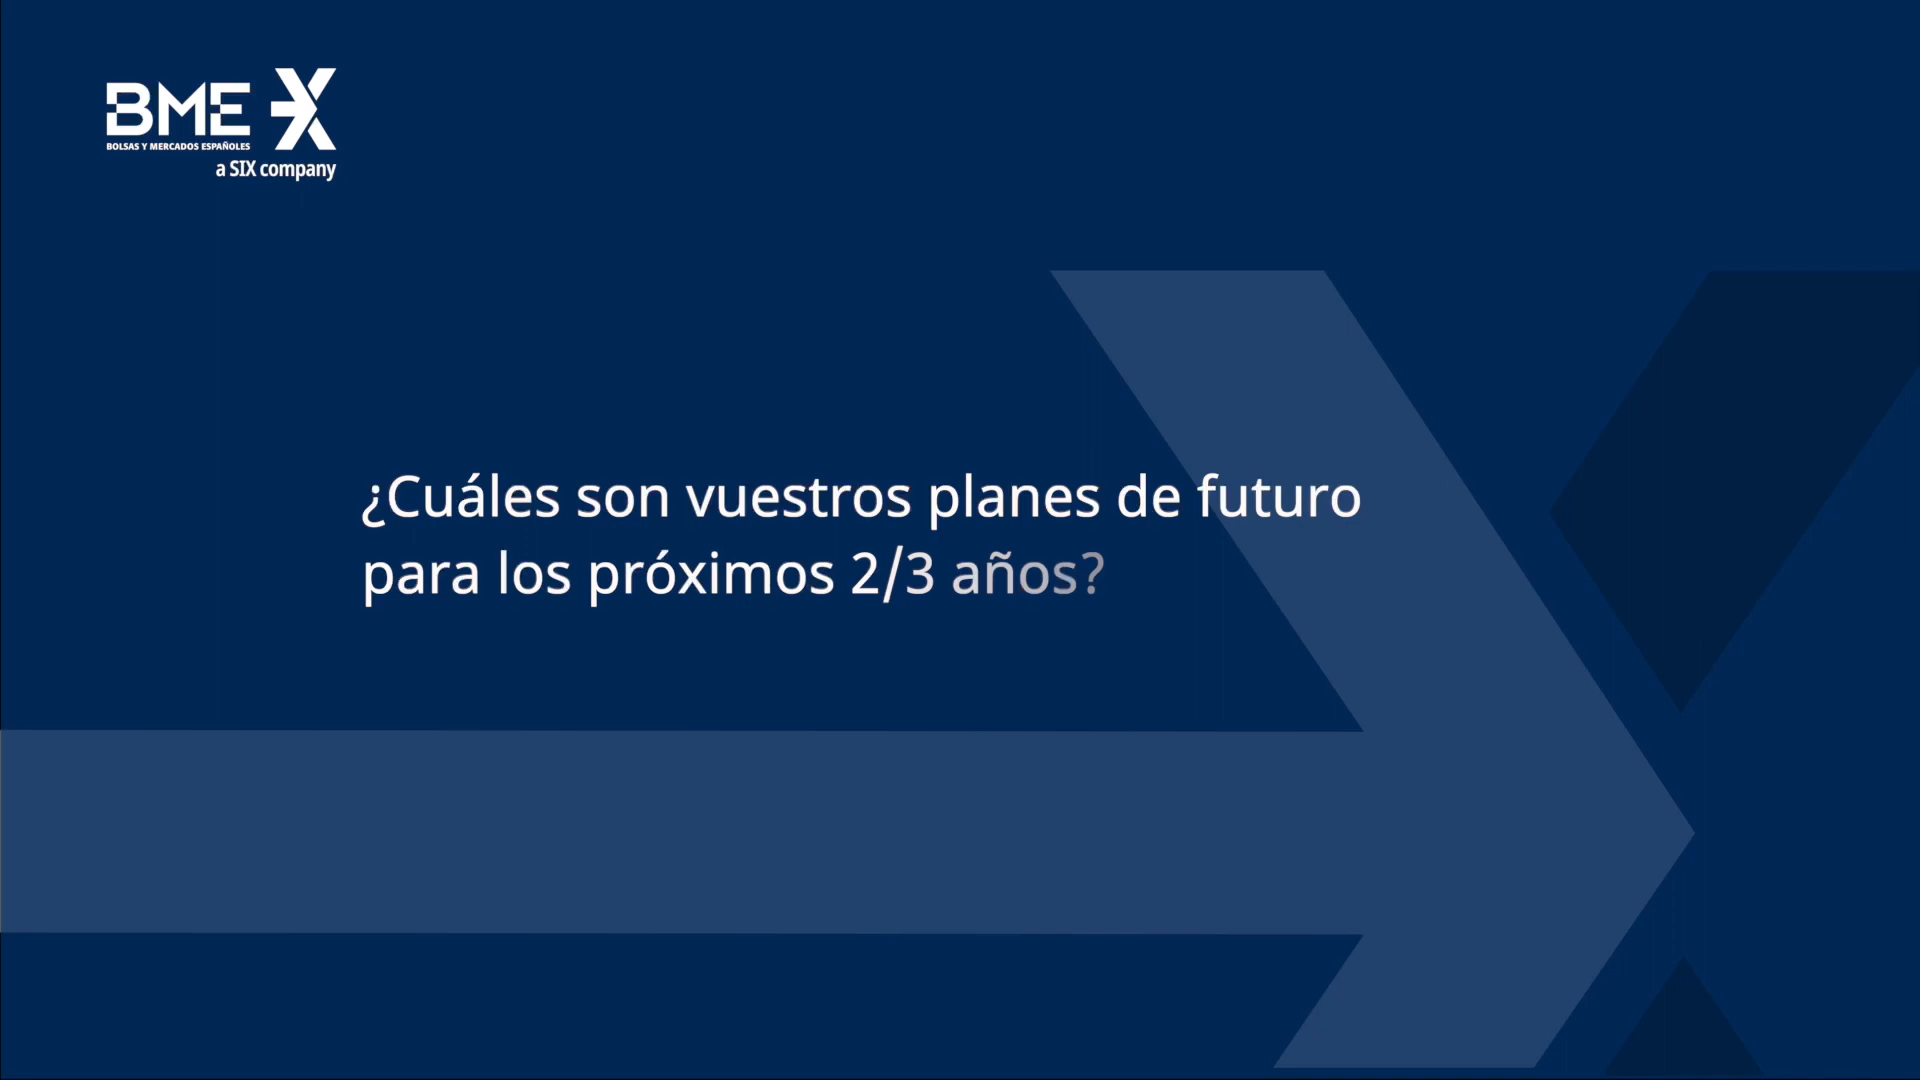 BME
BOLSAS Y MERCADOS ESPAÑOLES
a SIX company
¿Cuáles son vuestros planes de futuro
para los próximos 2/3 años?